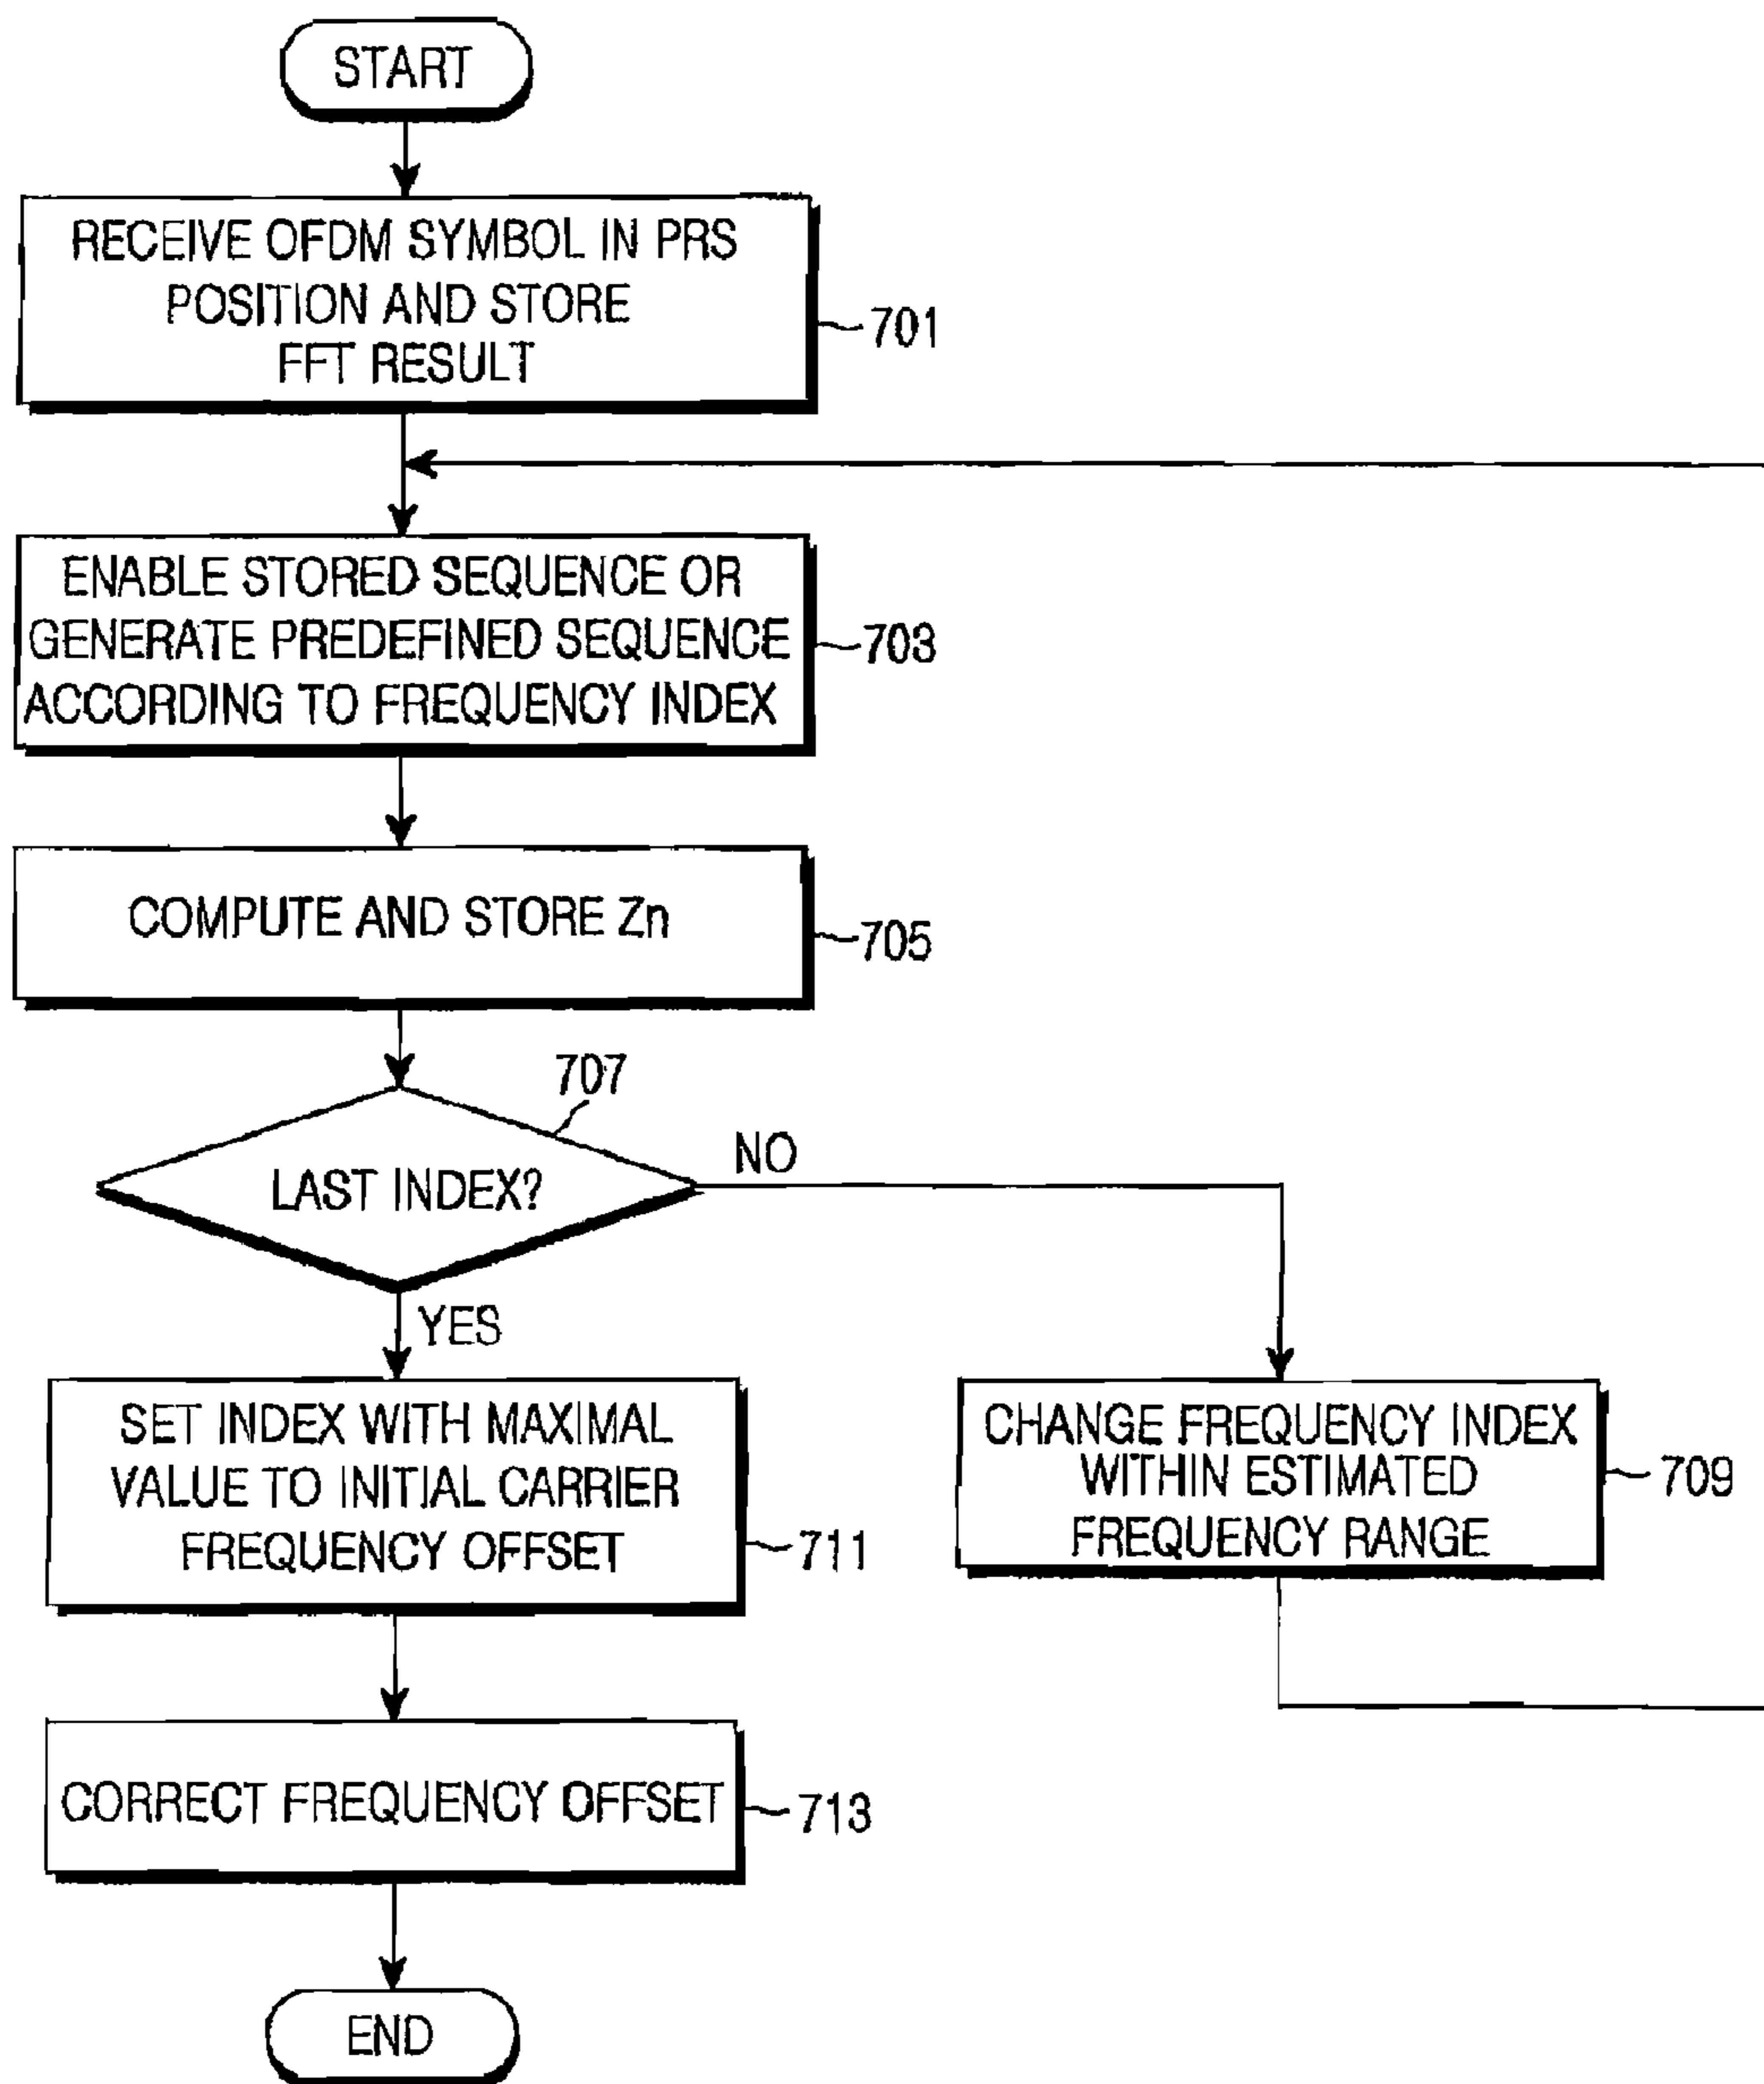 START
RECEIVE OFDM SYMBOL IN PRS
POSITION AND STORE
FFT RESULT
701
ENABLE STORED SEQUENCE OR
GENERATE PREDEFINED SEQUENCE
ACCORDING TO FREQUENCY INDEX
703
COMPUTE AND STORE Zn
705
707
LAST INDEX?
NO
YES
SET INDEX WITH MAXIMAL
VALUE TO INITIAL CARRIER
FREQUENCY OFFSET
711
CHANGE FREQUENCY INDEX
WITHIN ESTIMATED
FREQUENCY RANGE
709
CORRECT FREQUENCY OFFSET
713
END